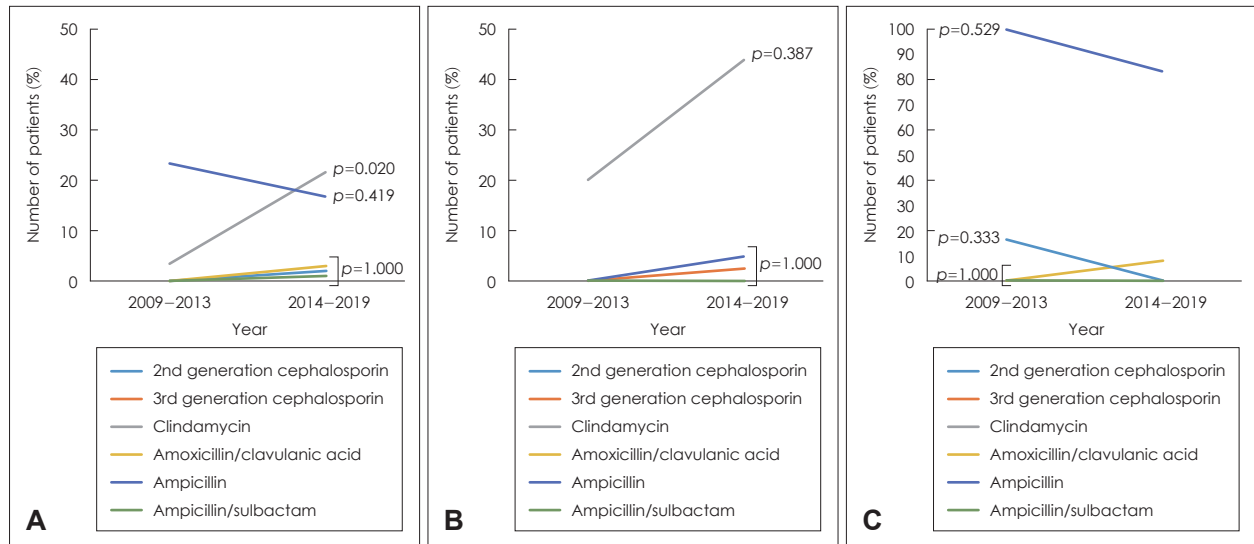 50
40
30
20
10
0
Number of patients (%)
p=0.020
p=0.419
p=1.000
2009–2013
2014–2019
Year
2nd generation cephalosporin
3rd generation cephalosporin
Clindamycin
Amoxicillin/clavulanic acid
Ampicillin
Ampicillin/sulbactam
A
50
40
30
20
10
0
Number of patients (%)
p=0.387
p=1.000
2009–2013
2014–2019
Year
2nd generation cephalosporin
3rd generation cephalosporin
Clindamycin
Amoxicillin/clavulanic acid
Ampicillin
Ampicillin/sulbactam
B
100
90
80
70
60
50
40
30
20
10
0
Number of patients (%)
p=0.529
p=0.333
p=1.000
2009–2013
2014–2019
Year
2nd generation cephalosporin
3rd generation cephalosporin
Clindamycin
Amoxicillin/clavulanic acid
Ampicillin
Ampicillin/sulbactam
C